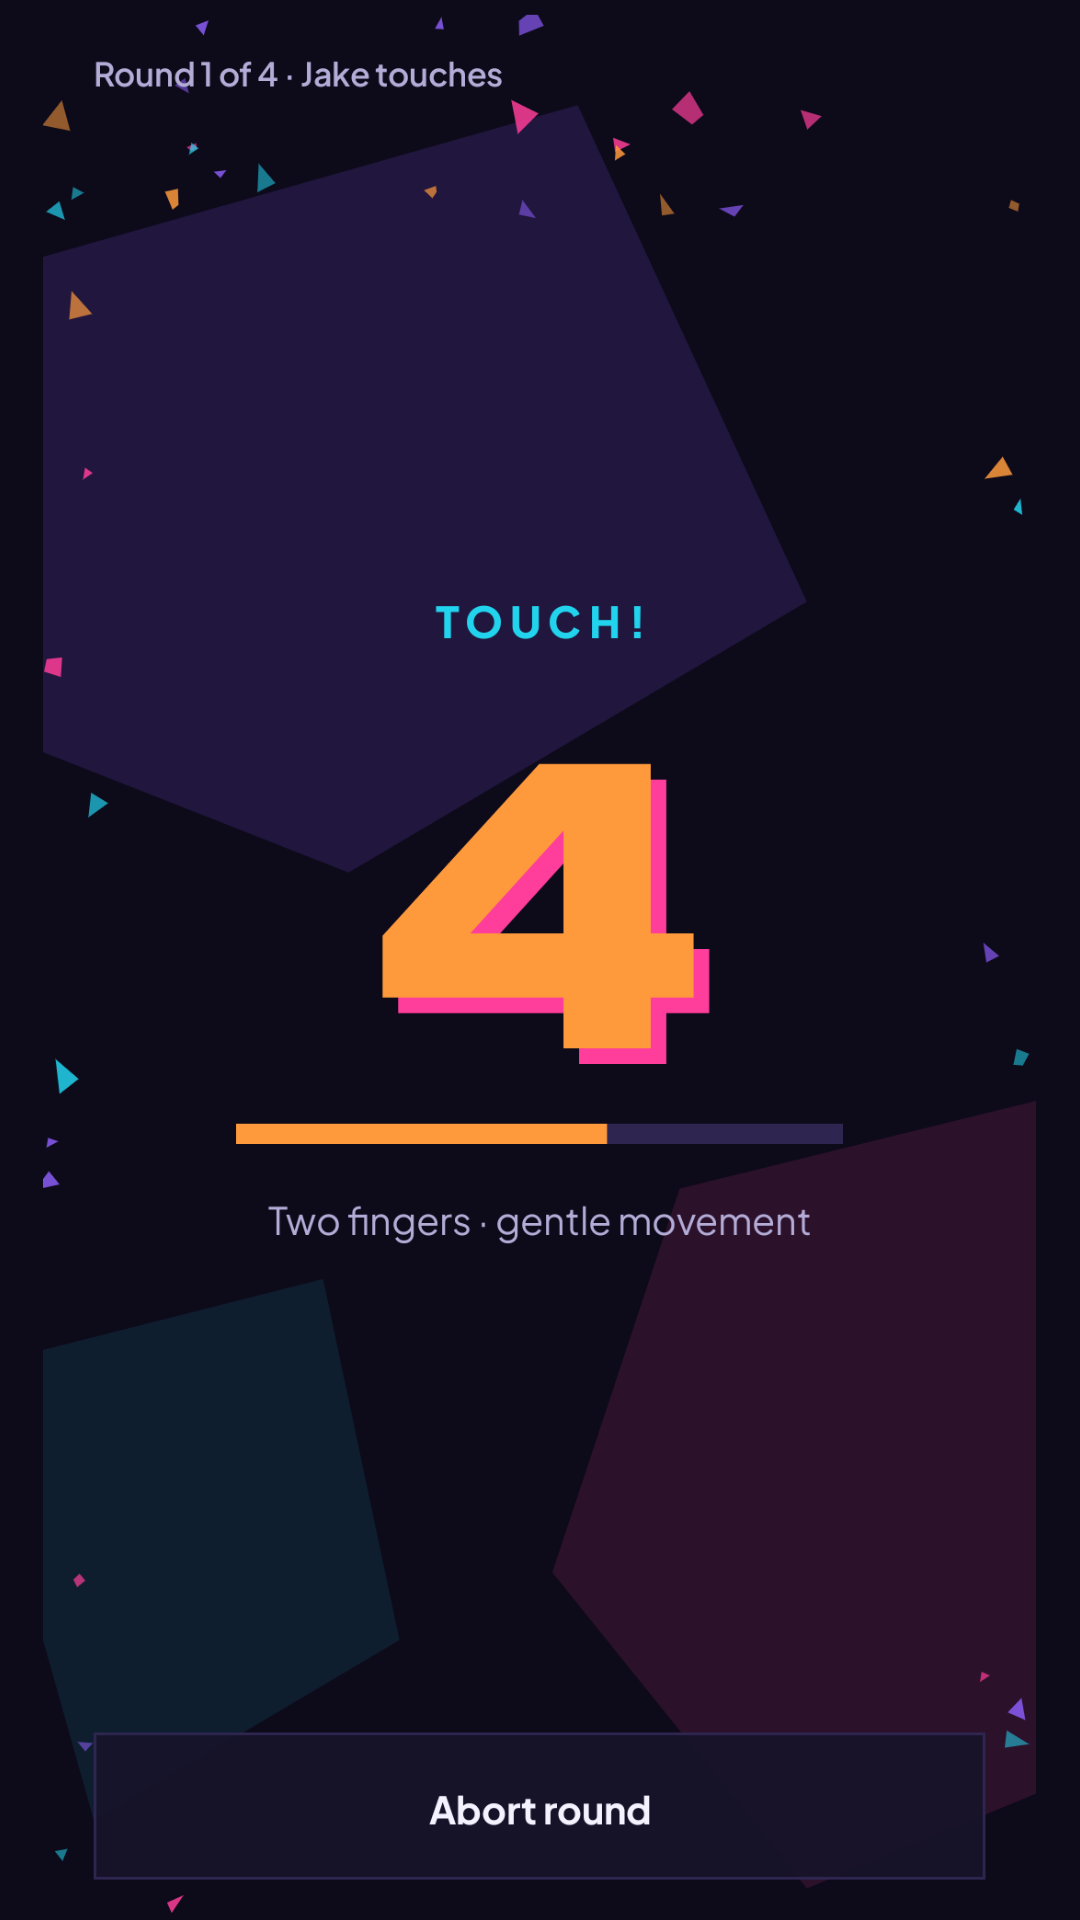 Round 1 of 4 · Jake touches
TOUCH!
4
Two fingers · gentle movement
Abort round